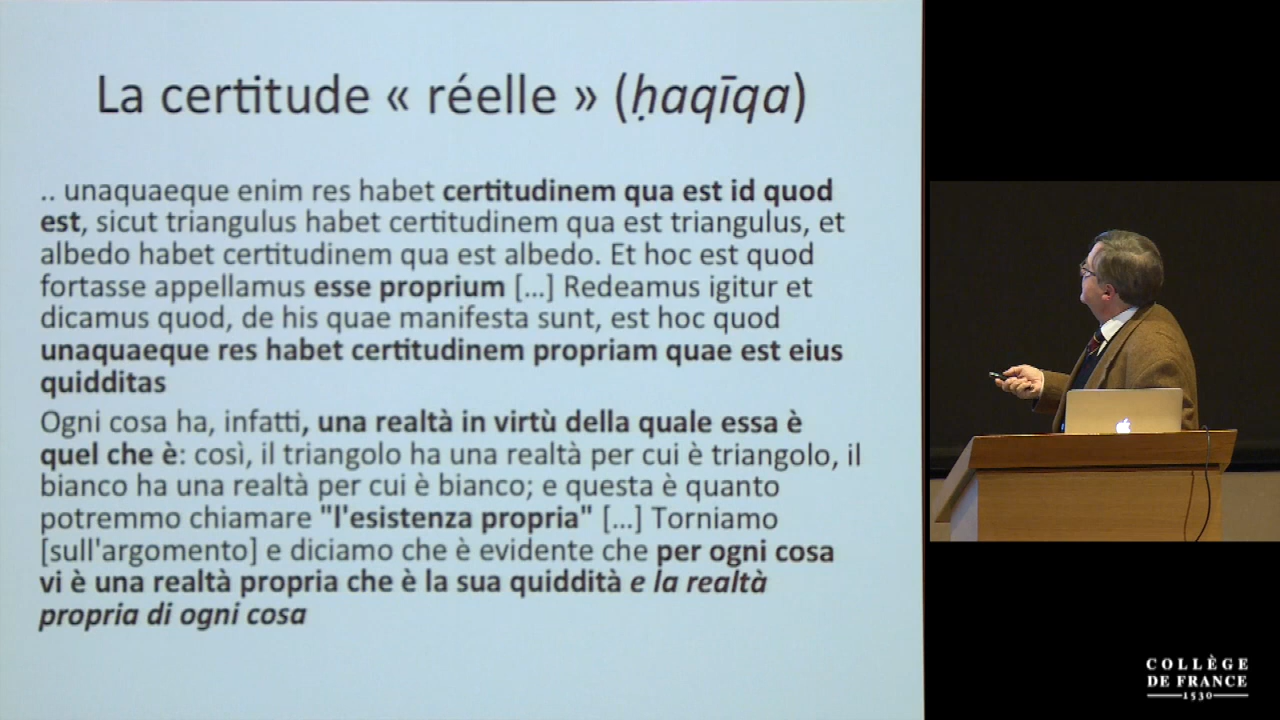 La certitude « réelle » (ḥaqīqa)
.. unaquaeque enim res habet certitudinem qua est id quod
est, sicut triangulus habet certitudinem qua est triangulus, et
albedo habet certitudinem qua est albedo. Et hoc est quod
fortasse appellamus esse proprium [...] Redeamus igitur et
dicamus quod, de his quae manifesta sunt, est hoc quod
unaquaeque res habet certitudinem propriam quae est eius
quidditas
Ogni cosa ha, infatti, una realtà in virtù della quale essa è
quel che è: così, il triangolo ha una realtà per cui è triangolo, il
bianco ha una realtà per cui è bianco; e questa è quanto
potremmo chiamare "l'esistenza propria" [...] Torniamo
[sull'argomento] e diciamo che è evidente che per ogni cosa
vi è una realtà propria che è la sua quiddità e la realtà
propria di ogni cosa
COLLÈGE
DE FRANCE
1530